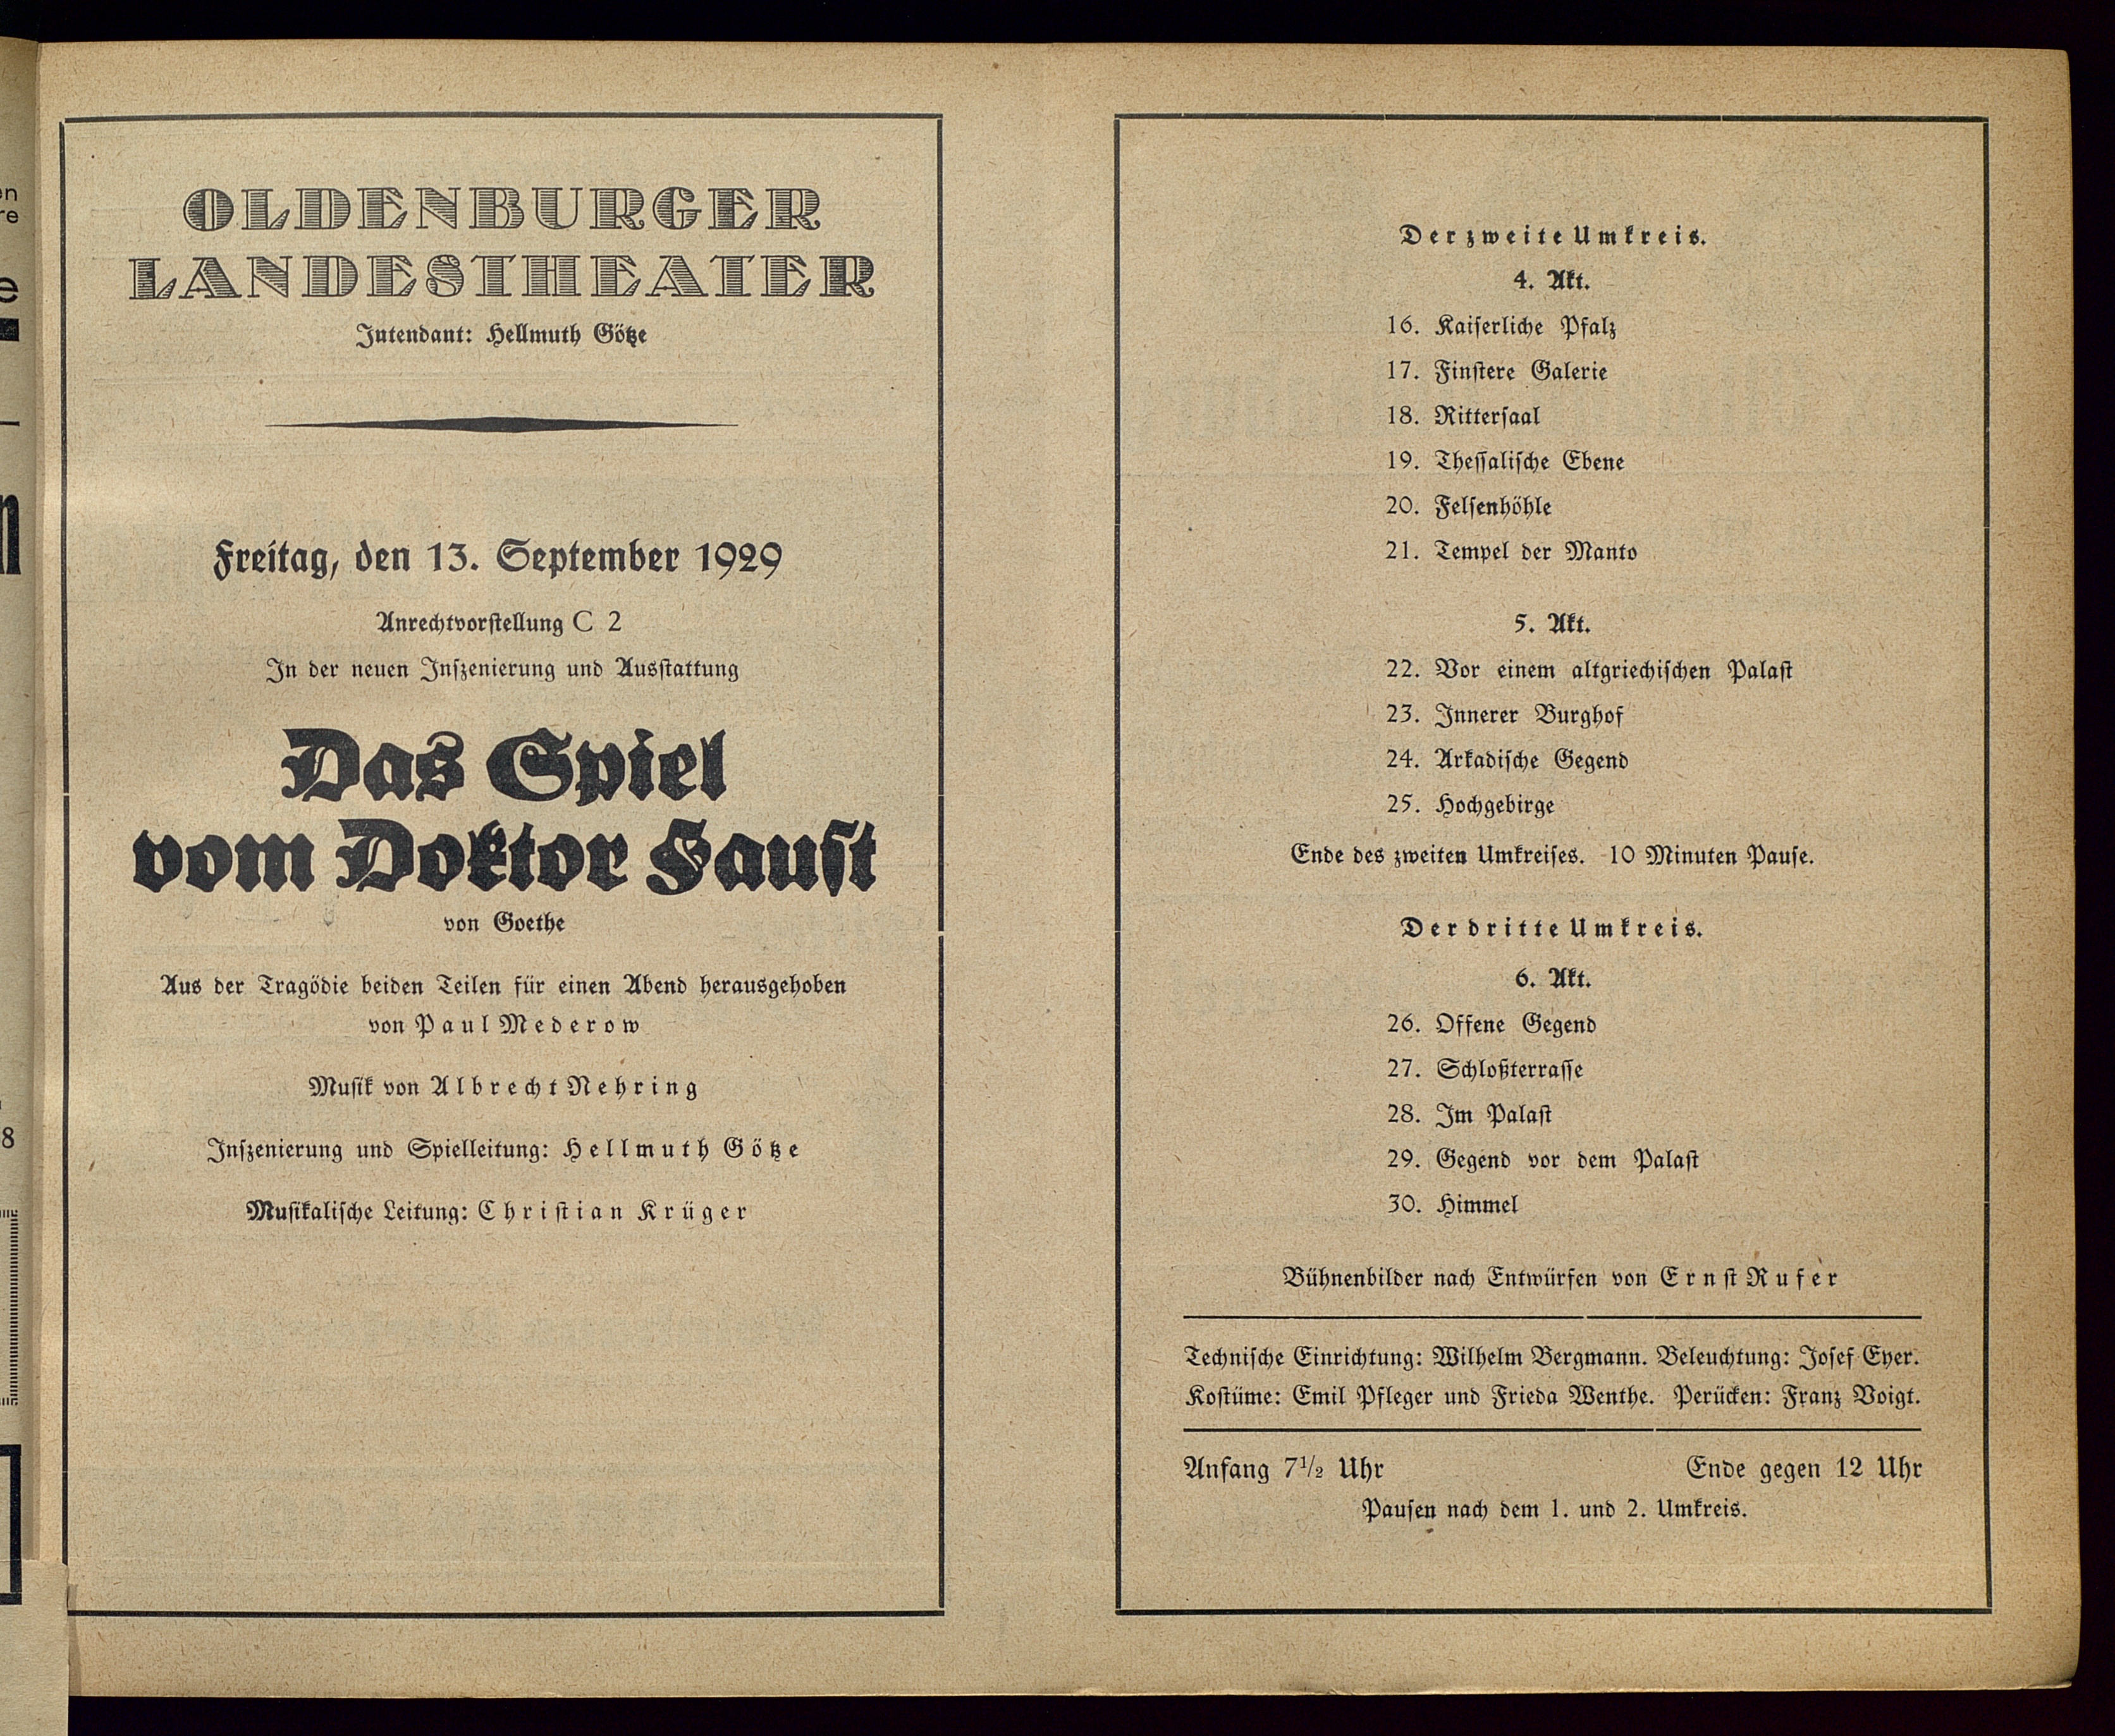 OLDENBURGER
LANDESTHEATER
Intendant: Hellmuth Götze
Freitag, den 13. September 1929
Anrechtvorstellung C 2
In der neuen Inszenierung und Ausstattung
Das Spiel
vom Doktor Faust
von Goethe
Aus der Tragödie beiden Teilen für einen Abend herausgehoben
von Paul Mederow
Musik von Albrecht Nehring
Inszenierung und Spielleitung: Hellmuth Götze
Musikalische Leitung: Christian Krüger
Der zweite Umkreis.
4. Akt.
16. Kaiserliche Pfalz
17. Finstere Galerie
18. Rittersaal
19. Thessalische Ebene
20. Felsenhöhle
21. Tempel der Manto
5. Akt.
22. Vor einem altgriechischen Palast
23. Innerer Burghof
24. Arkadische Gegend
25. Hochgebirge
Ende des zweiten Umkreises. 10 Minuten Pause.
Der dritte Umkreis.
6. Akt.
26. Offene Gegend
27. Schloßterrasse
28. Im Palast
29. Gegend vor dem Palast
30. Himmel
Bühnenbilder nach Entwürfen von Ernst Rufer
Technische Einrichtung: Wilhelm Bergmann. Beleuchtung: Josef Eyer.
Kostüme: Emil Pfleger und Frieda Wenthe. Perücken: Franz Voigt.
Anfang 7½ Uhr Ende gegen 12 Uhr
Pausen nach dem 1. und 2. Umkreis.